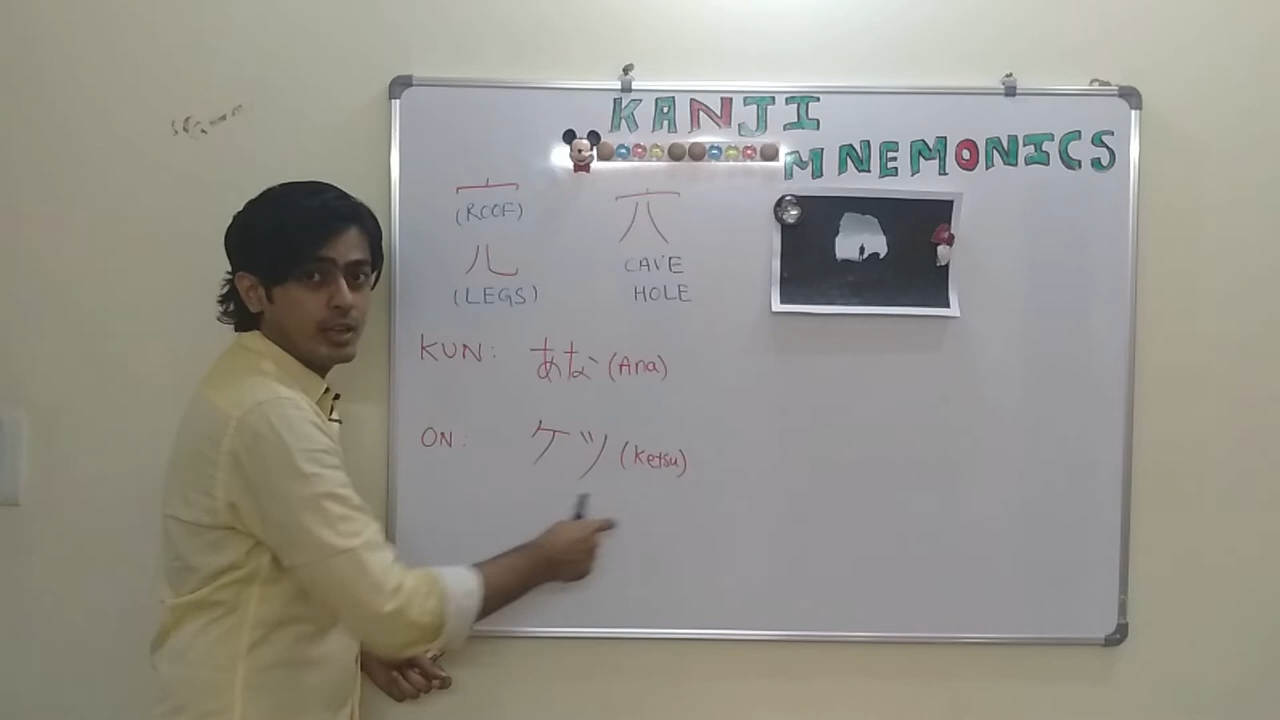 KANJI
MNEMONICS
宀
(ROOF)
儿
(LEGS)
穴
CAVE
HOLE
KUN: あな (Ana)
ON: ケツ (Ketsu)